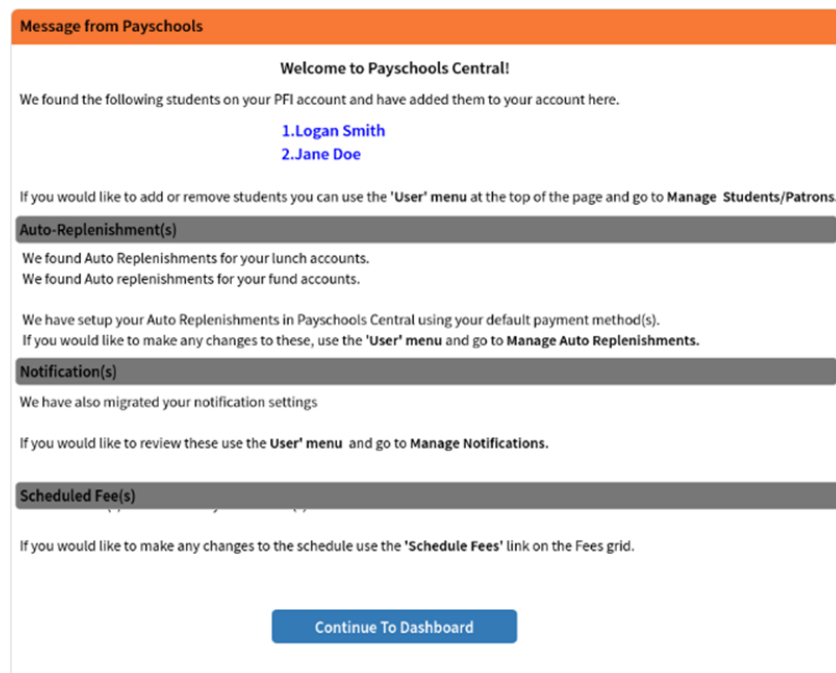 Message from Payschools
Welcome to Payschools Central!
We found the following students on your PFI account and have added them to your account here.
1.Logan Smith
2.Jane Doe
If you would like to add or remove students you can use the 'User' menu at the top of the page and go to Manage Students/Patrons.
Auto-Replenishment(s)
We found Auto Replenishments for your lunch accounts.
We found Auto replenishments for your fund accounts.
We have setup your Auto Replenishments in Payschools Central using your default payment method(s).
If you would like to make any changes to these, use the 'User' menu and go to Manage Auto Replenishments.
Notification(s)
We have also migrated your notification settings
If you would like to review these use the User' menu and go to Manage Notifications.
Scheduled Fee(s)
If you would like to make any changes to the schedule use the 'Schedule Fees' link on the Fees grid.
Continue To Dashboard